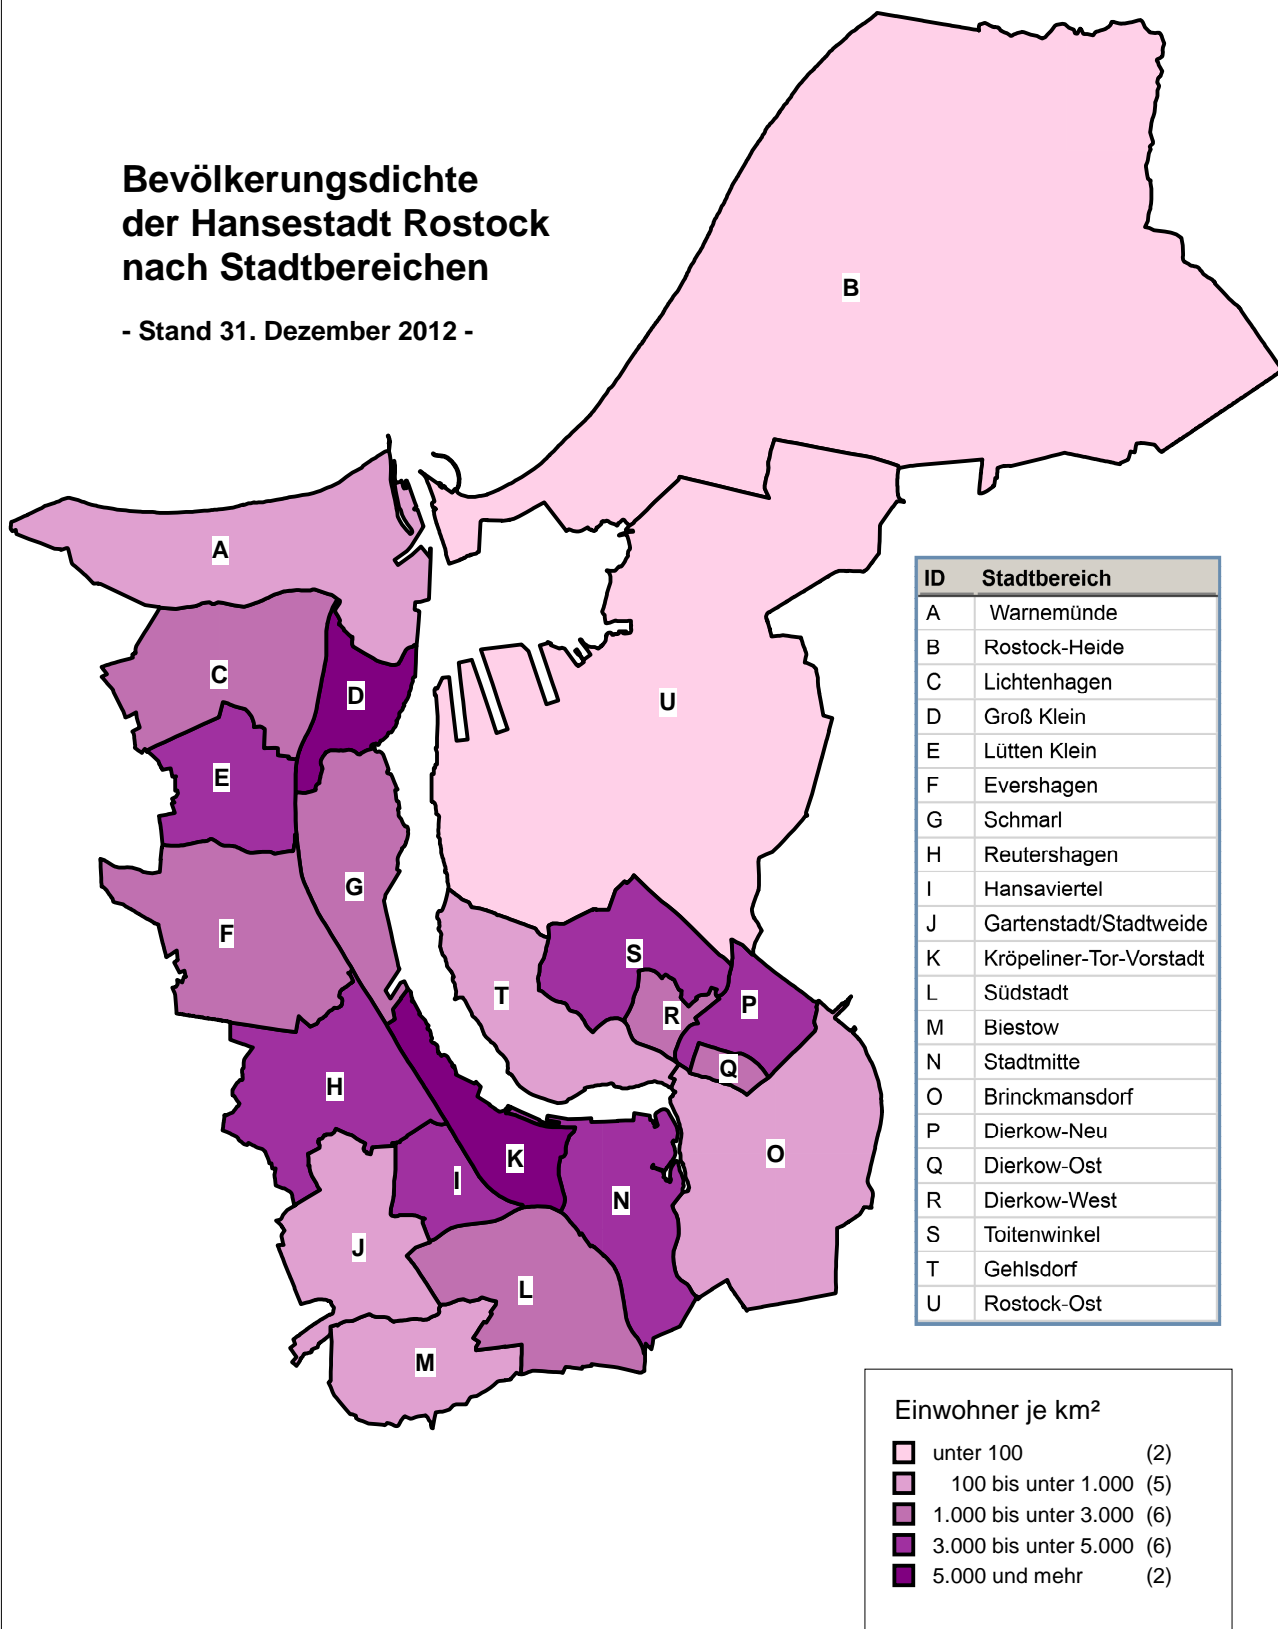 Bevölkerungsdichte
der Hansestadt Rostock
nach Stadtbereichen
- Stand 31. Dezember 2012 -
B
A
C
D
U
E
G
F
S
T
P
R
Q
H
K
O
I
N
J
L
M
ID Stadtbereich
A Warnemünde
B Rostock-Heide
C Lichtenhagen
D Groß Klein
E Lütten Klein
F Evershagen
G Schmarl
H Reutershagen
I Hansaviertel
J Gartenstadt/Stadtweide
K Kröpeliner-Tor-Vorstadt
L Südstadt
M Biestow
N Stadtmitte
O Brinckmansdorf
P Dierkow-Neu
Q Dierkow-Ost
R Dierkow-West
S Toitenwinkel
T Gehlsdorf
U Rostock-Ost
Einwohner je km²
unter 100 (2)
100 bis unter 1.000 (5)
1.000 bis unter 3.000 (6)
3.000 bis unter 5.000 (6)
5.000 und mehr (2)